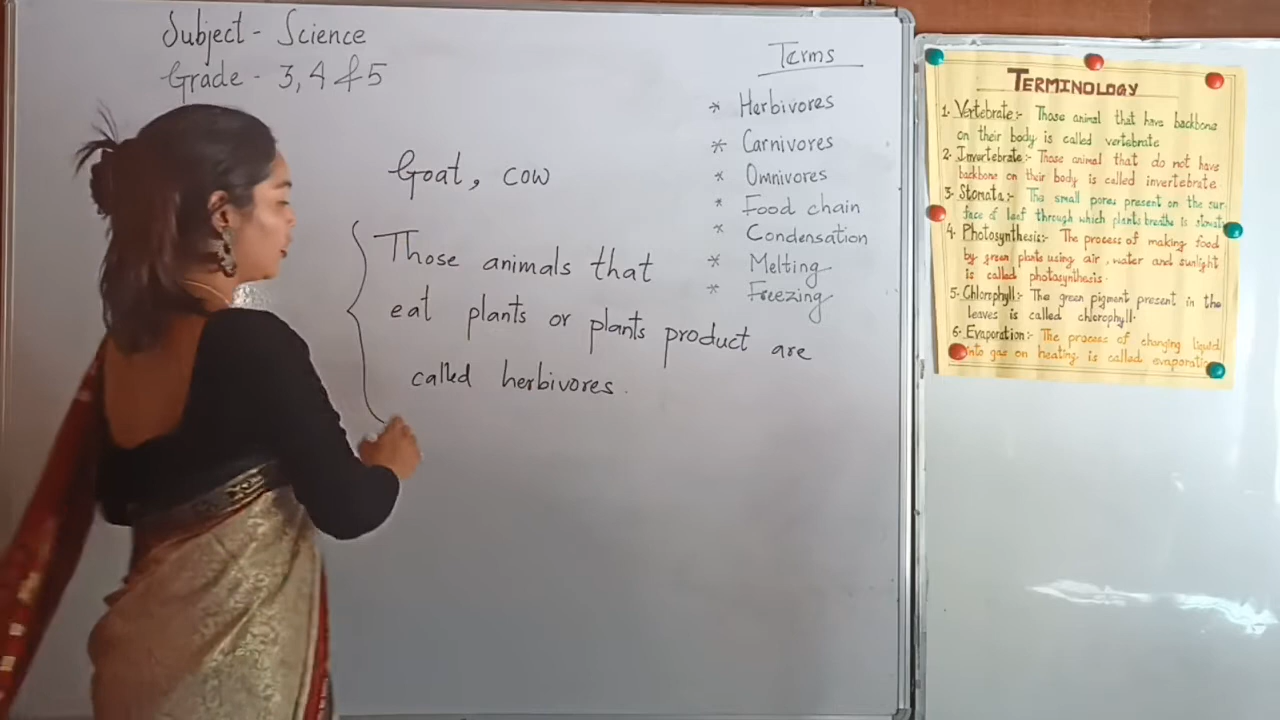 Subject - Science
Grade - 3, 4 & 5
Goat, cow
Those animals that
eat plants or plants product are
called herbivores.
Terms
* Herbivores
* Carnivores
* Omnivores
* Food chain
* Condensation
* Melting
* Freezing
TERMINOLOGY
1. Vertebrate:- Those animal that have backbone
on their body is called vertebrate
2. Invertebrate:- Those animal that do not have
backbone on their body is called invertebrate.
3. Stomata:- The small pores present on the sur-
face of leaf through which plants breathe is stomata
4. Photosynthesis:- The process of making food
by green plants using air, water and sunlight
is called photosynthesis.
5. Chlorophyll:- The green pigment present in the
leaves is called chlorophyll.
6. Evaporation:- The process of changing liquid
into gas on heating, is called evaporation